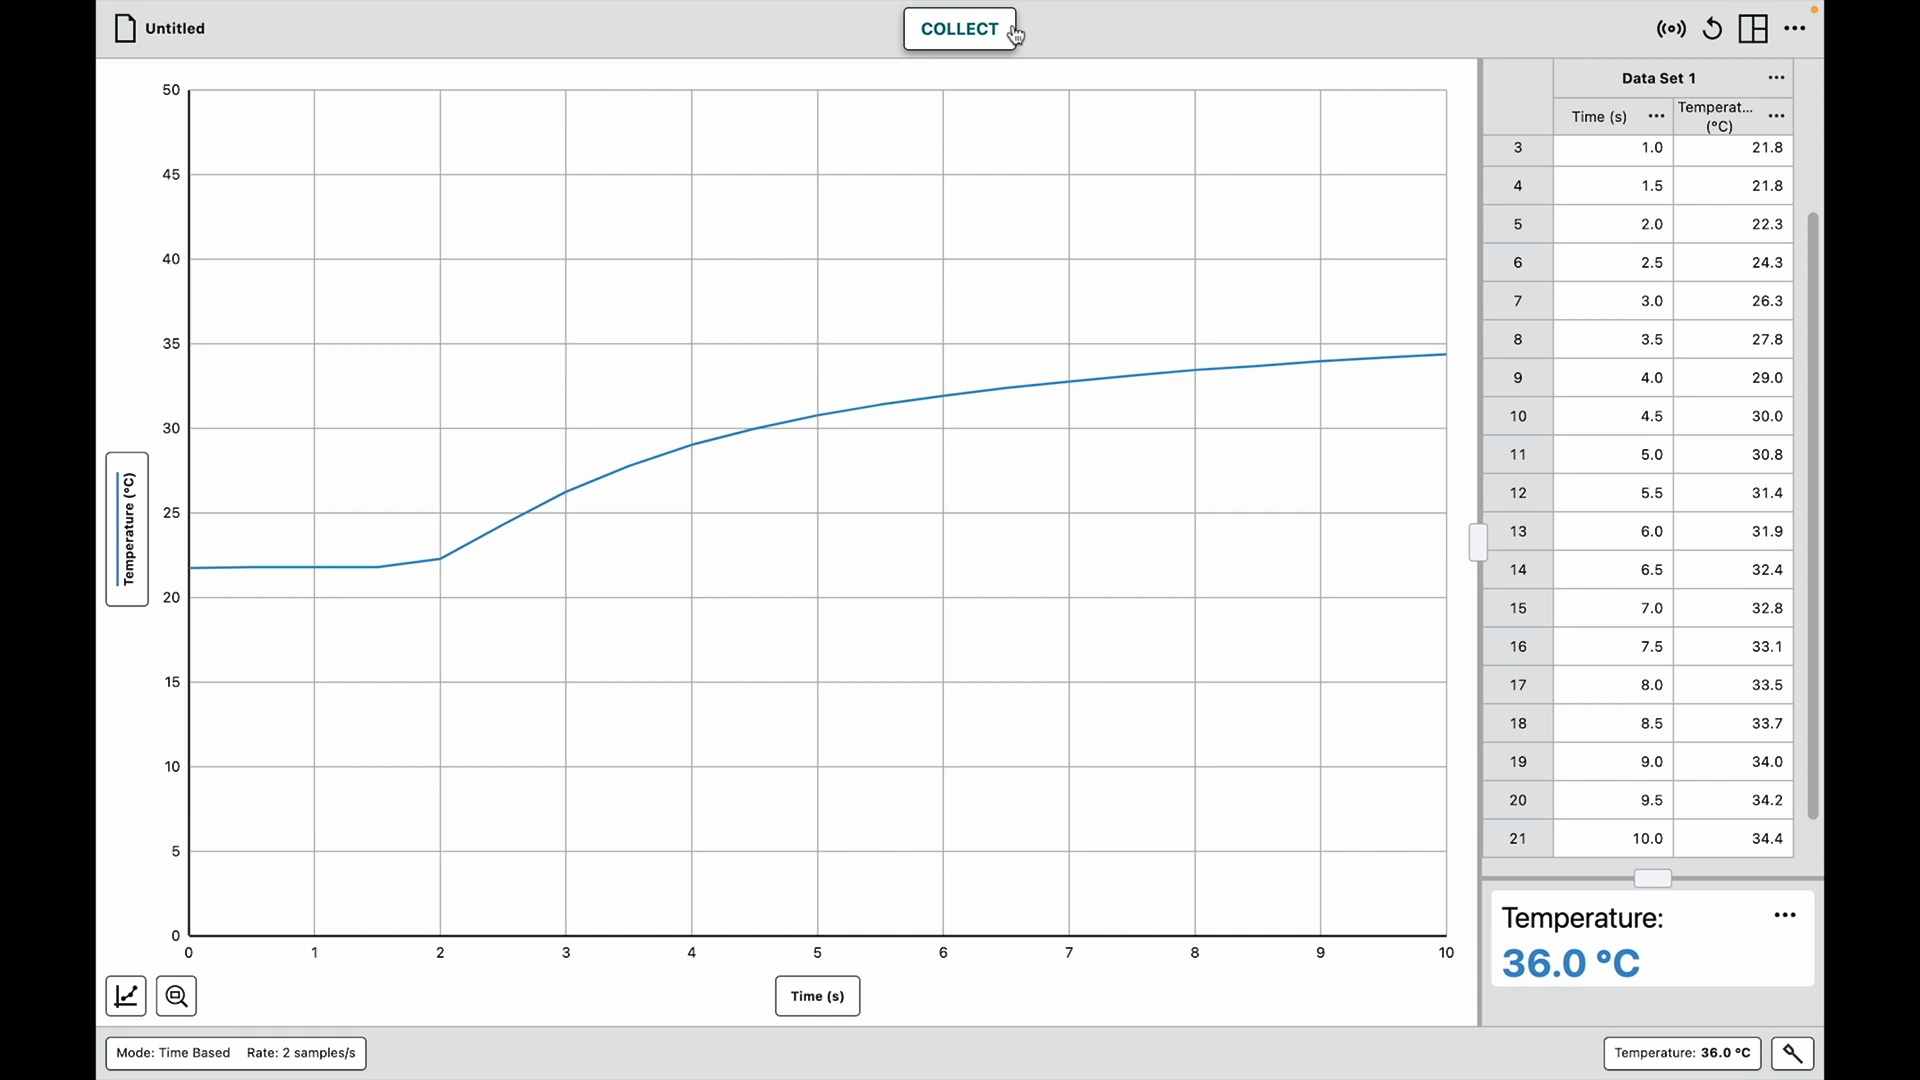 Untitled
COLLECT
50
45
40
35
30
25
20
15
10
5
0
Temperature (°C)
0 1 2 3 4 5 6 7 8 9 10
Time (s)
Data Set 1
Time (s) Temperat... (°C)
3 1.0 21.8
4 1.5 21.8
5 2.0 22.3
6 2.5 24.3
7 3.0 26.3
8 3.5 27.8
9 4.0 29.0
10 4.5 30.0
11 5.0 30.8
12 5.5 31.4
13 6.0 31.9
14 6.5 32.4
15 7.0 32.8
16 7.5 33.1
17 8.0 33.5
18 8.5 33.7
19 9.0 34.0
20 9.5 34.2
21 10.0 34.4
Temperature:
36.0 °C
Mode: Time Based Rate: 2 samples/s
Temperature: 36.0 °C